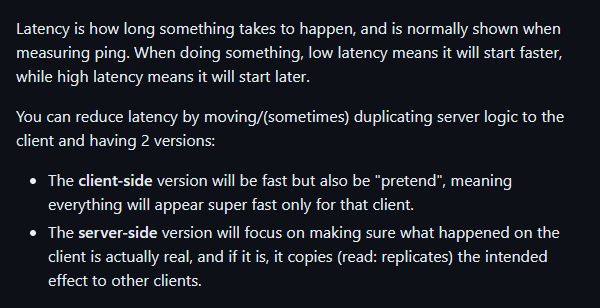 Latency is how long something takes to happen, and is normally shown when
measuring ping. When doing something, low latency means it will start faster,
while high latency means it will start later.
You can reduce latency by moving/(sometimes) duplicating server logic to the
client and having 2 versions:
• The client-side version will be fast but also be "pretend", meaning
everything will appear super fast only for that client.
• The server-side version will focus on making sure what happened on the
client is actually real, and if it is, it copies (read: replicates) the intended
effect to other clients.